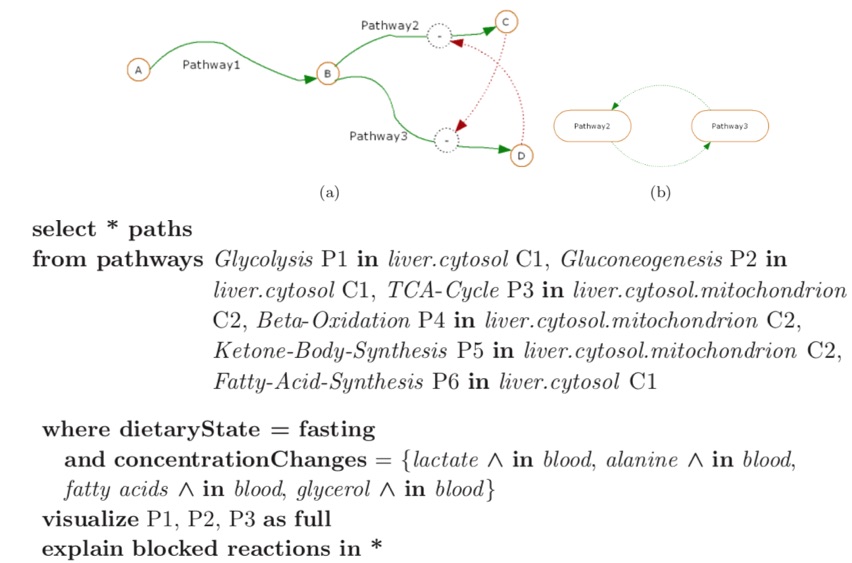 Pathway2
C
-
A
Pathway1
B
Pathway3
-
D
Pathway2
Pathway3
(a)
(b)
select * paths
from pathways Glycolysis P1 in liver.cytosol C1, Gluconeogenesis P2 in
liver.cytosol C1, TCA-Cycle P3 in liver.cytosol.mitochondrion
C2, Beta-Oxidation P4 in liver.cytosol.mitochondrion C2,
Ketone-Body-Synthesis P5 in liver.cytosol.mitochondrion C2,
Fatty-Acid-Synthesis P6 in liver.cytosol C1
where dietaryState = fasting
and concentrationChanges = {lactate ∧ in blood, alanine ∧ in blood,
fatty acids ∧ in blood, glycerol ∧ in blood}
visualize P1, P2, P3 as full
explain blocked reactions in *